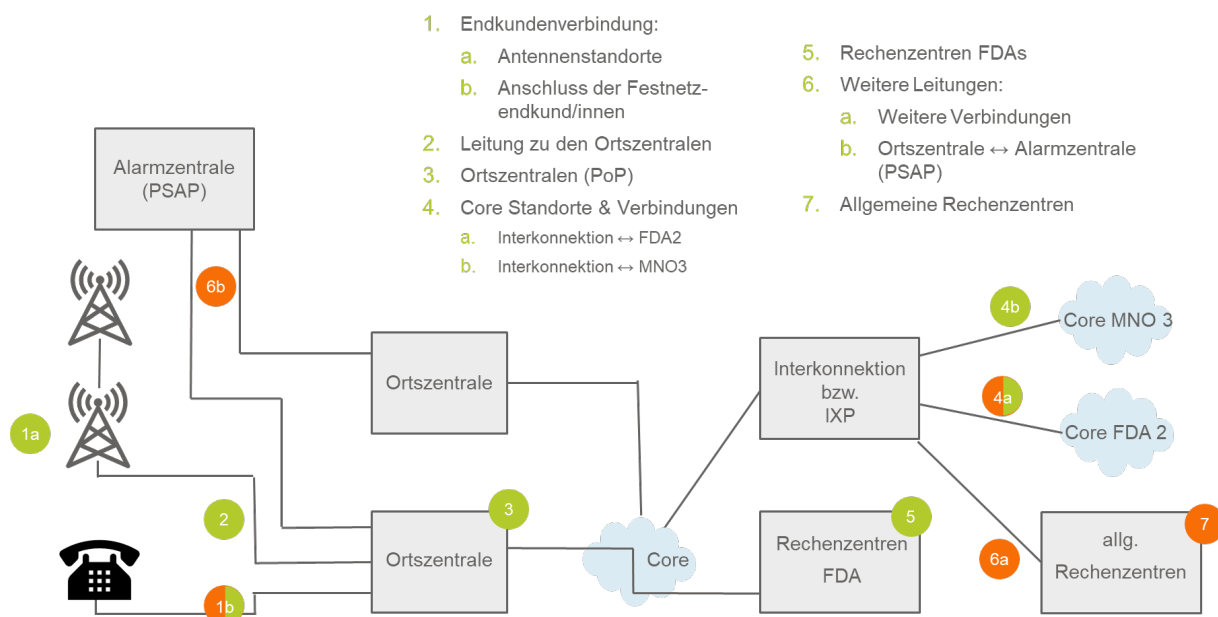 1. Endkundenverbindung:
a. Antennenstandorte
b. Anschluss der Festnetz-
endkund/innen
2. Leitung zu den Ortszentralen
3. Ortszentralen (PoP)
4. Core Standorte & Verbindungen
a. Interkonnektion ↔ FDA2
b. Interkonnektion ↔ MNO3
5. Rechenzentren FDAs
6. Weitere Leitungen:
a. Weitere Verbindungen
b. Ortszentrale ↔ Alarmzentrale
(PSAP)
7. Allgemeine Rechenzentren
Alarmzentrale
(PSAP)
6b
1a
2
1b
Ortszentrale
Ortszentrale
3
Core
Interkonnektion
bzw.
IXP
4b
Core MNO 3
4a
Core FDA 2
Rechenzentren
FDA
5
6a
allg.
Rechenzentren
7